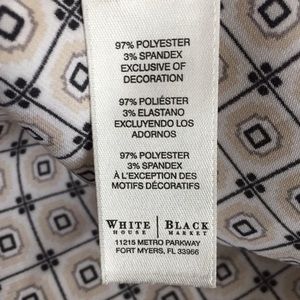 97% POLYESTER
3% SPANDEX
EXCLUSIVE OF
DECORATION
97% POLIÉSTER
3% ELASTANO
EXCLUYENDO LOS
ADORNOS
97% POLYESTER
3% SPANDEX
À L'EXCEPTION DES
MOTIFS DÉCORATIFS
WHITE | BLACK
HOUSE | MARKET
11215 METRO PARKWAY
FORT MYERS, FL 33966